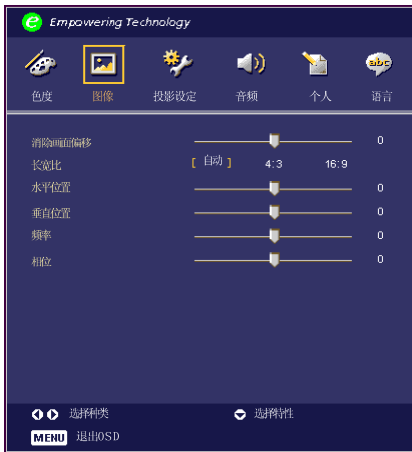 Empowering Technology
色度 图像 投影设定 音频 个人 语言
消除画面偏移 0
长宽比 [ 自动 ] 4:3 16:9
水平位置 0
垂直位置 0
频率 0
相位 0
选择种类 选择特性
MENU 退出OSD